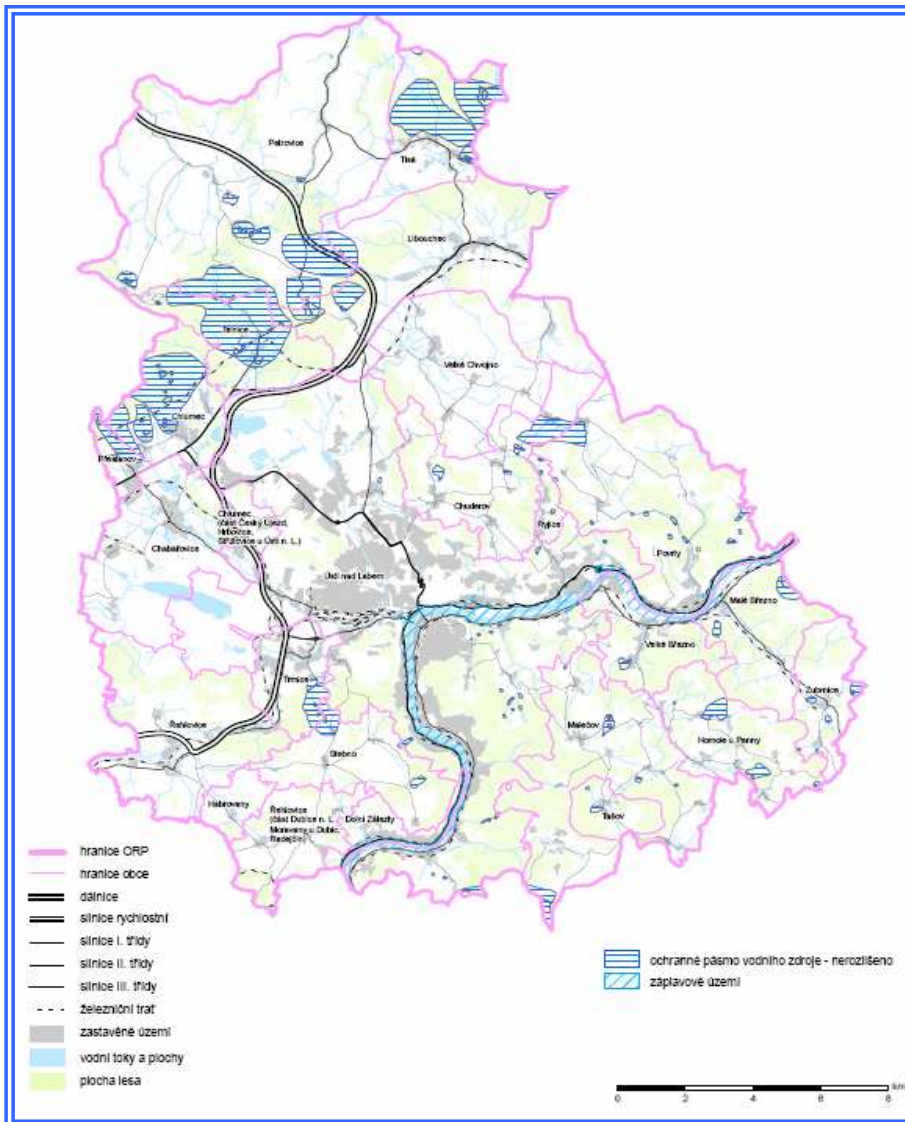 Petrovice
Tisá
Libouchec
Telnice
Velké Chvojno
Chlumec
Přestanov
Chuderov
Ryjice
Chlumec
(část Český Újezd,
Hrbovice,
Střížovice u Ústí n. L.)
Chabařovice
Povrly
Ústí nad Labem
Malé Březno
Velké Březno
Trmice
Zubrnice
Řehlovice
Malečov
Homole u Panny
Stebno
Habrovany
Řehlovice
(část Dubice n. L.,
Moravany u Dubic,
Radejčín)
Dolní Zálezly
Tašov
hranice ORP
hranice obce
dálnice
silnice rychlostní
silnice I. třídy
silnice II. třídy
silnice III. třídy
železniční trať
zastavěné území
vodní toky a plochy
plocha lesa
ochranné pásmo vodního zdroje - nerozlišeno
záplavové území
km
0 2 4 6 8